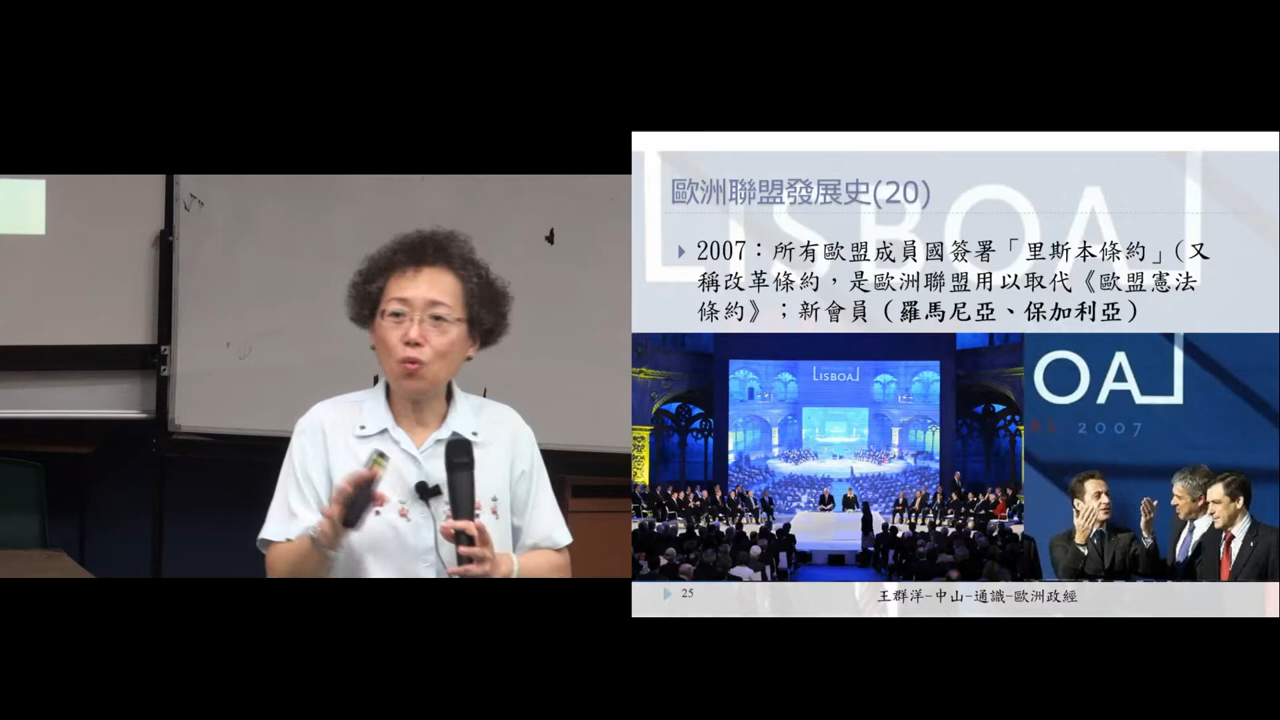 LISBOA
歐洲聯盟發展史(20)
2007：所有歐盟成員國簽署「里斯本條約」(又
稱改革條約，是歐洲聯盟用以取代《歐盟憲法
條約》；新會員（羅馬尼亞、保加利亞）
LISBOA
OA
2007
25
王群洋-中山-通識-歐洲政經